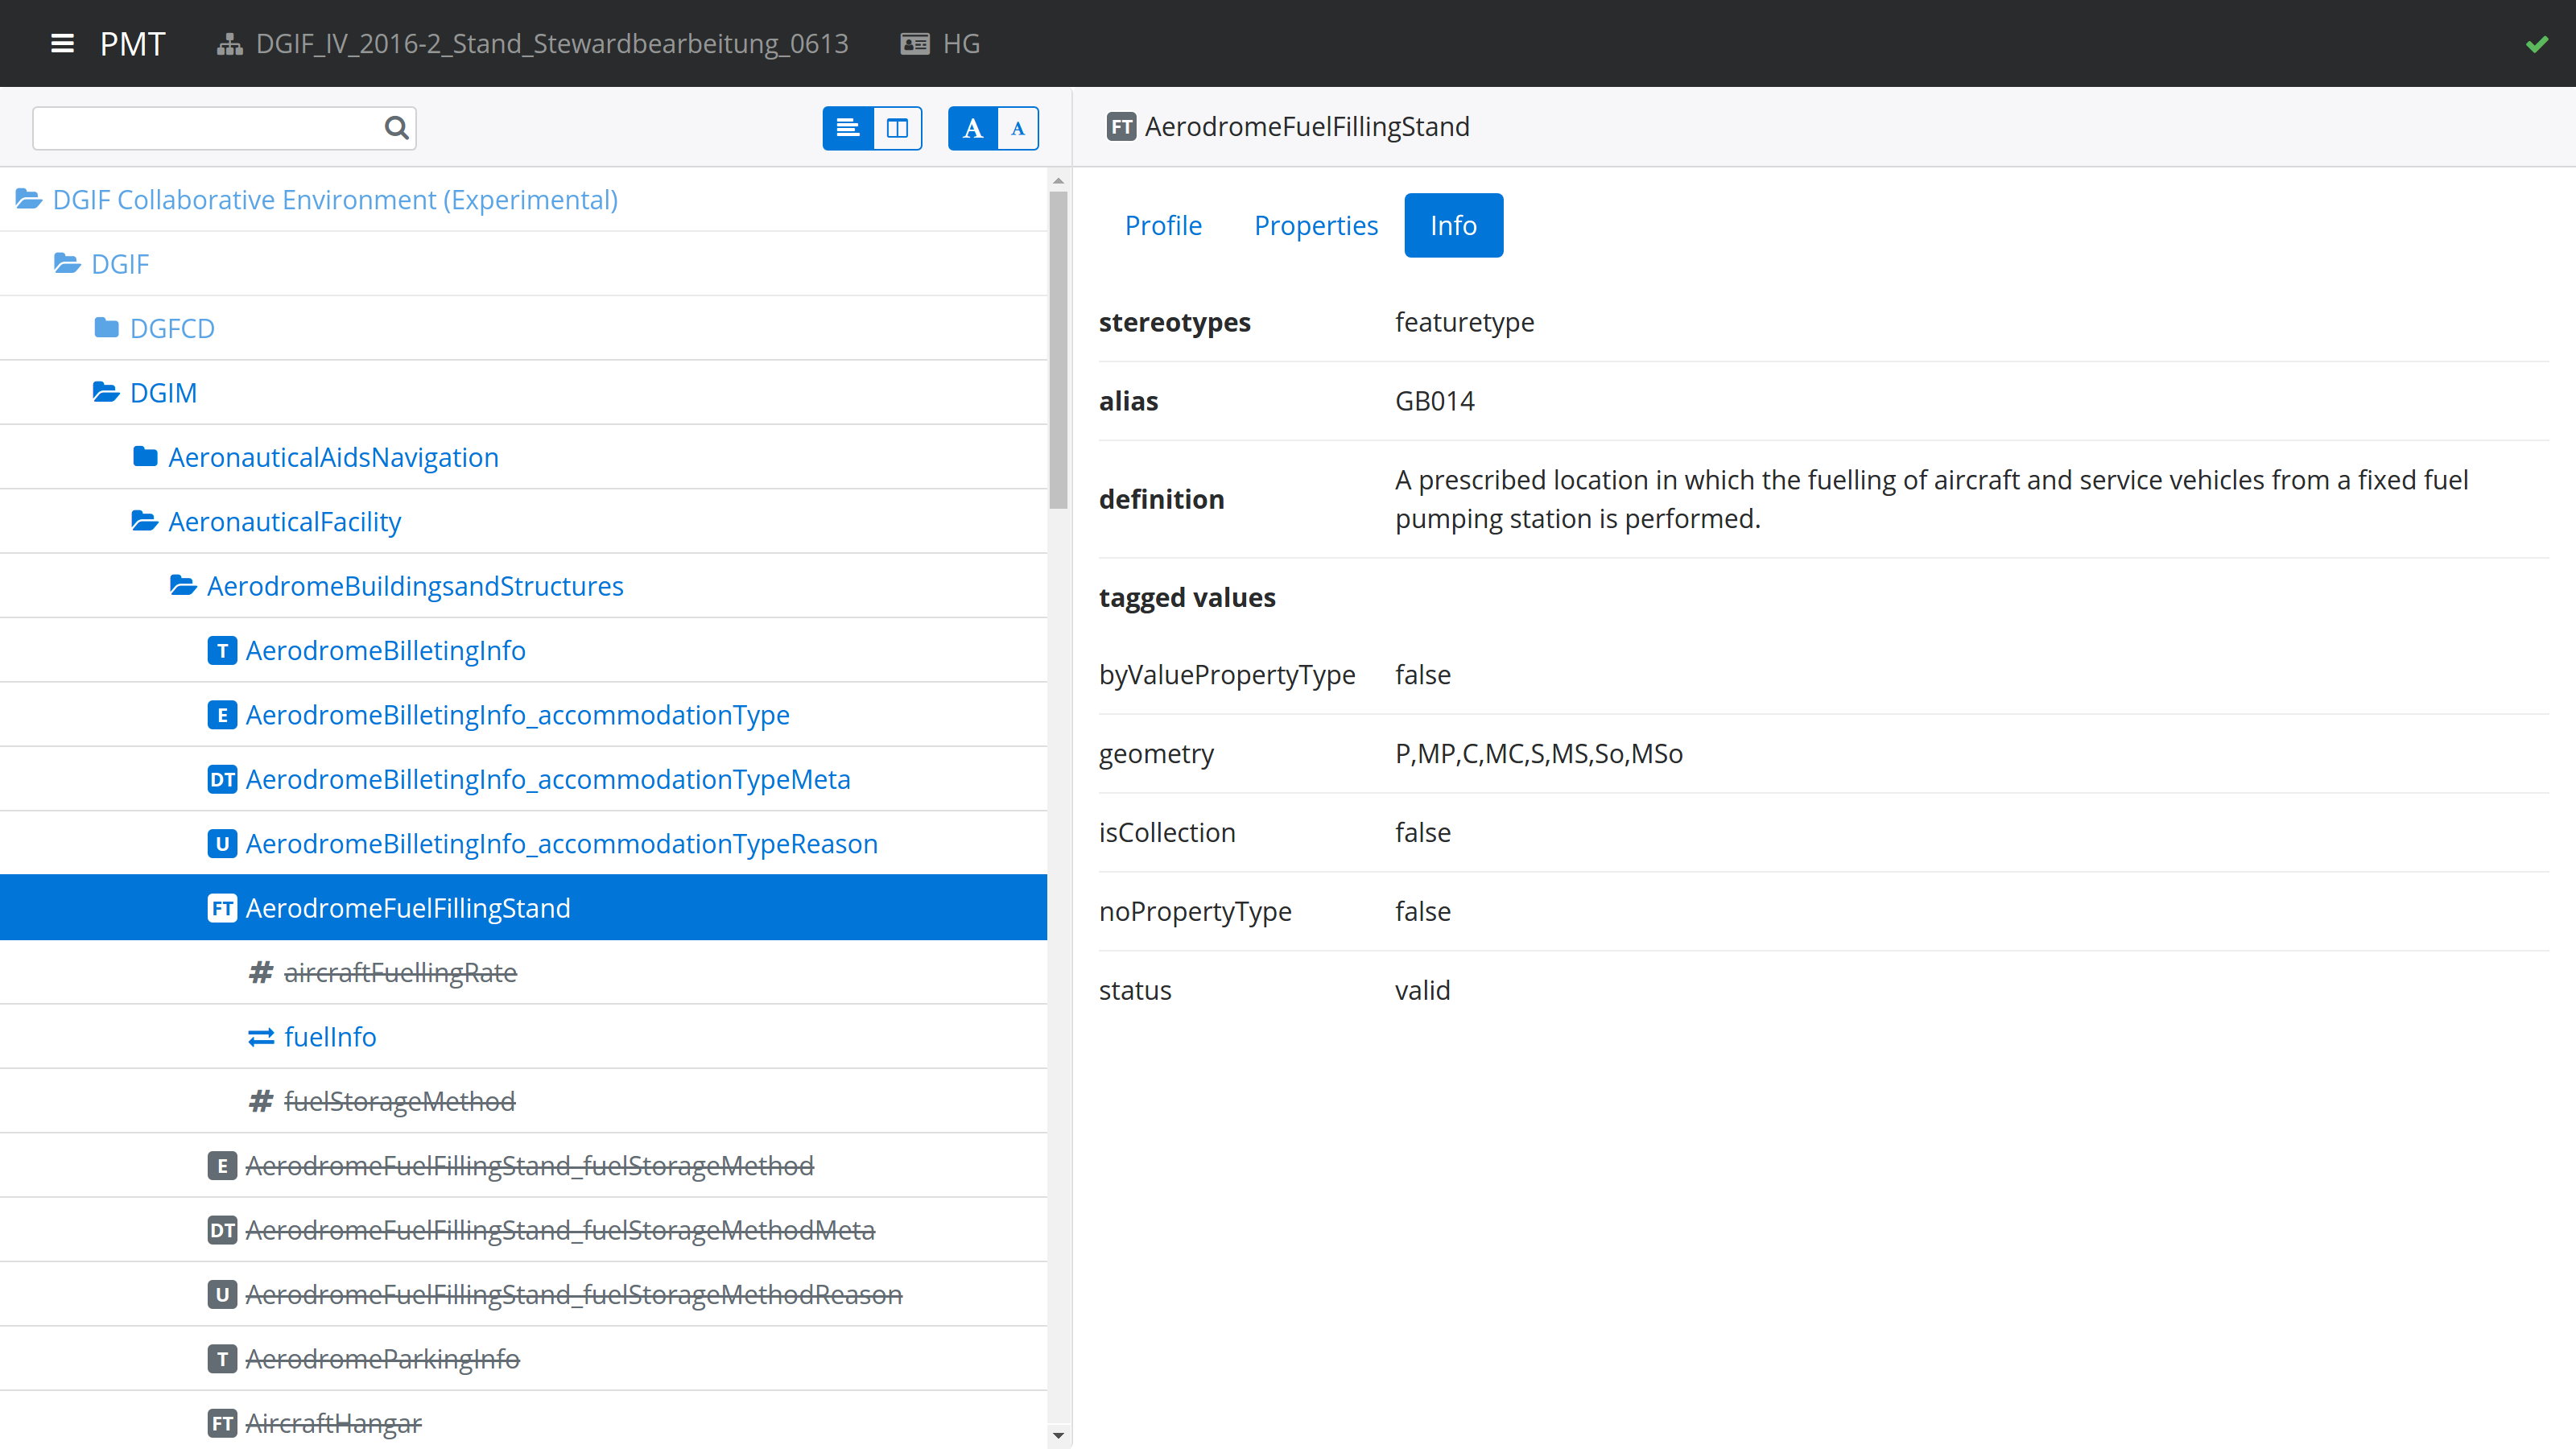 PMT DGIF_IV_2016-2_Stand_Stewardbearbeitung_0613 HG
A A
DGIF Collaborative Environment (Experimental)
DGIF
DGFCD
DGIM
AeronauticalAidsNavigation
AeronauticalFacility
AerodromeBuildingsandStructures
T AerodromeBilletingInfo
E AerodromeBilletingInfo_accommodationType
DT AerodromeBilletingInfo_accommodationTypeMeta
U AerodromeBilletingInfo_accommodationTypeReason
FT AerodromeFuelFillingStand
# aircraftFuellingRate
fuelInfo
# fuelStorageMethod
E AerodromeFuelFillingStand_fuelStorageMethod
DT AerodromeFuelFillingStand_fuelStorageMethodMeta
U AerodromeFuelFillingStand_fuelStorageMethodReason
T AerodromeParkingInfo
FT AircraftHangar
FT AerodromeFuelFillingStand
Profile Properties Info
stereotypes featuretype
alias GB014
definition A prescribed location in which the fuelling of aircraft and service vehicles from a fixed fuel
pumping station is performed.
tagged values
byValuePropertyType false
geometry P,MP,C,MC,S,MS,So,MSo
isCollection false
noPropertyType false
status valid